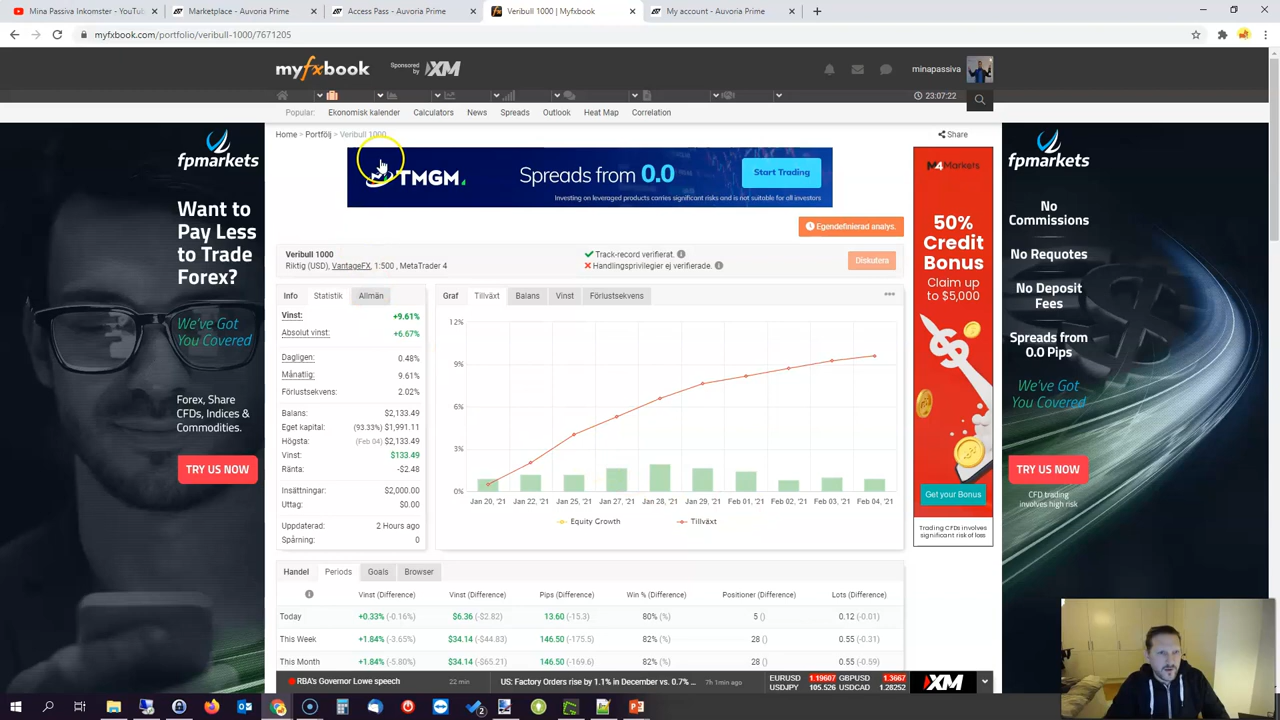 Mina Passiva Inkomster - YouT
Marketplace - Auvoria Prime
Access Pass - Auvoria Prime
Veribull 1000 | Myfxbook
My account - Auvoria Prime
myfxbook.com/portfolio/veribull-1000/7671205
myfxbook
Sponsored by XM
minapassiva
23:07:22
Popular: Ekonomisk kalender Calculators News Spreads Outlook Heat Map Correlation
Home > Portfölj > Veribull 1000
Share
fpmarkets
Want to
Pay Less
to Trade
Forex?
We've Got
You Covered
Forex, Share
CFDs, Indices &
Commodities.
TRY US NOW
TMGM
Spreads from 0.0
Start Trading
Investing on leveraged products carries significant risks and is not suitable for all investors
Egendefinierad analys.
Veribull 1000
Riktig (USD), VantageFX, 1:500 , MetaTrader 4
Track-record verifierat.
Handlingsprivilegier ej verifierade.
Diskutera
Info Statistik Allmän
Vinst: +9.61%
Absolut vinst: +6.67%
Dagligen: 0.48%
Månatlig: 9.61%
Förlustsekvens: 2.02%
Balans: $2,133.49
Eget kapital: (93.33%) $1,991.11
Högsta: (Feb 04) $2,133.49
Vinst: $133.49
Ränta: -$2.48
Insättningar: $2,000.00
Uttag: $0.00
Uppdaterad: 2 Hours ago
Spårning: 0
Graf Tillväxt Balans Vinst Förlustsekvens
12%
9%
6%
3%
0%
Jan 20, '21 Jan 22, '21 Jan 25, '21 Jan 27, '21 Jan 28, '21 Jan 29, '21 Feb 01, '21 Feb 02, '21 Feb 03, '21 Feb 04, '21
Equity Growth Tillväxt
Handel Periods Goals Browser
Vinst (Difference) Vinst (Difference) Pips (Difference) Win % (Difference) Positioner (Difference) Lots (Difference)
Today +0.33% (-0.16%) $6.36 (-$2.82) 13.60 (-15.3) 80% (%) 5 () 0.12 (-0.01)
This Week +1.84% (-3.65%) $34.14 (-$44.83) 146.50 (-175.5) 82% (%) 28 () 0.55 (-0.31)
This Month +1.84% (-5.80%) $34.14 (-$65.21) 146.50 (-169.6) 82% (%) 28 () 0.55 (-0.59)
M4Markets
50%
Credit
Bonus
Claim up
to $5,000
Get your Bonus
Trading CFDs involves
significant risk of loss
fpmarkets
No
Commissions
No Requotes
No Deposit
Fees
Spreads from
0.0 Pips
We've Got
You Covered
TRY US NOW
CFD trading
involves high risk
RBA's Governor Lowe speech 22 min
US: Factory Orders rise by 1.1% in December vs. 0.7% ... 7h 1min ago
EURUSD 1.19607 GBPUSD 1.3667
USDJPY 105.526 USDCAD 1.28252
XM